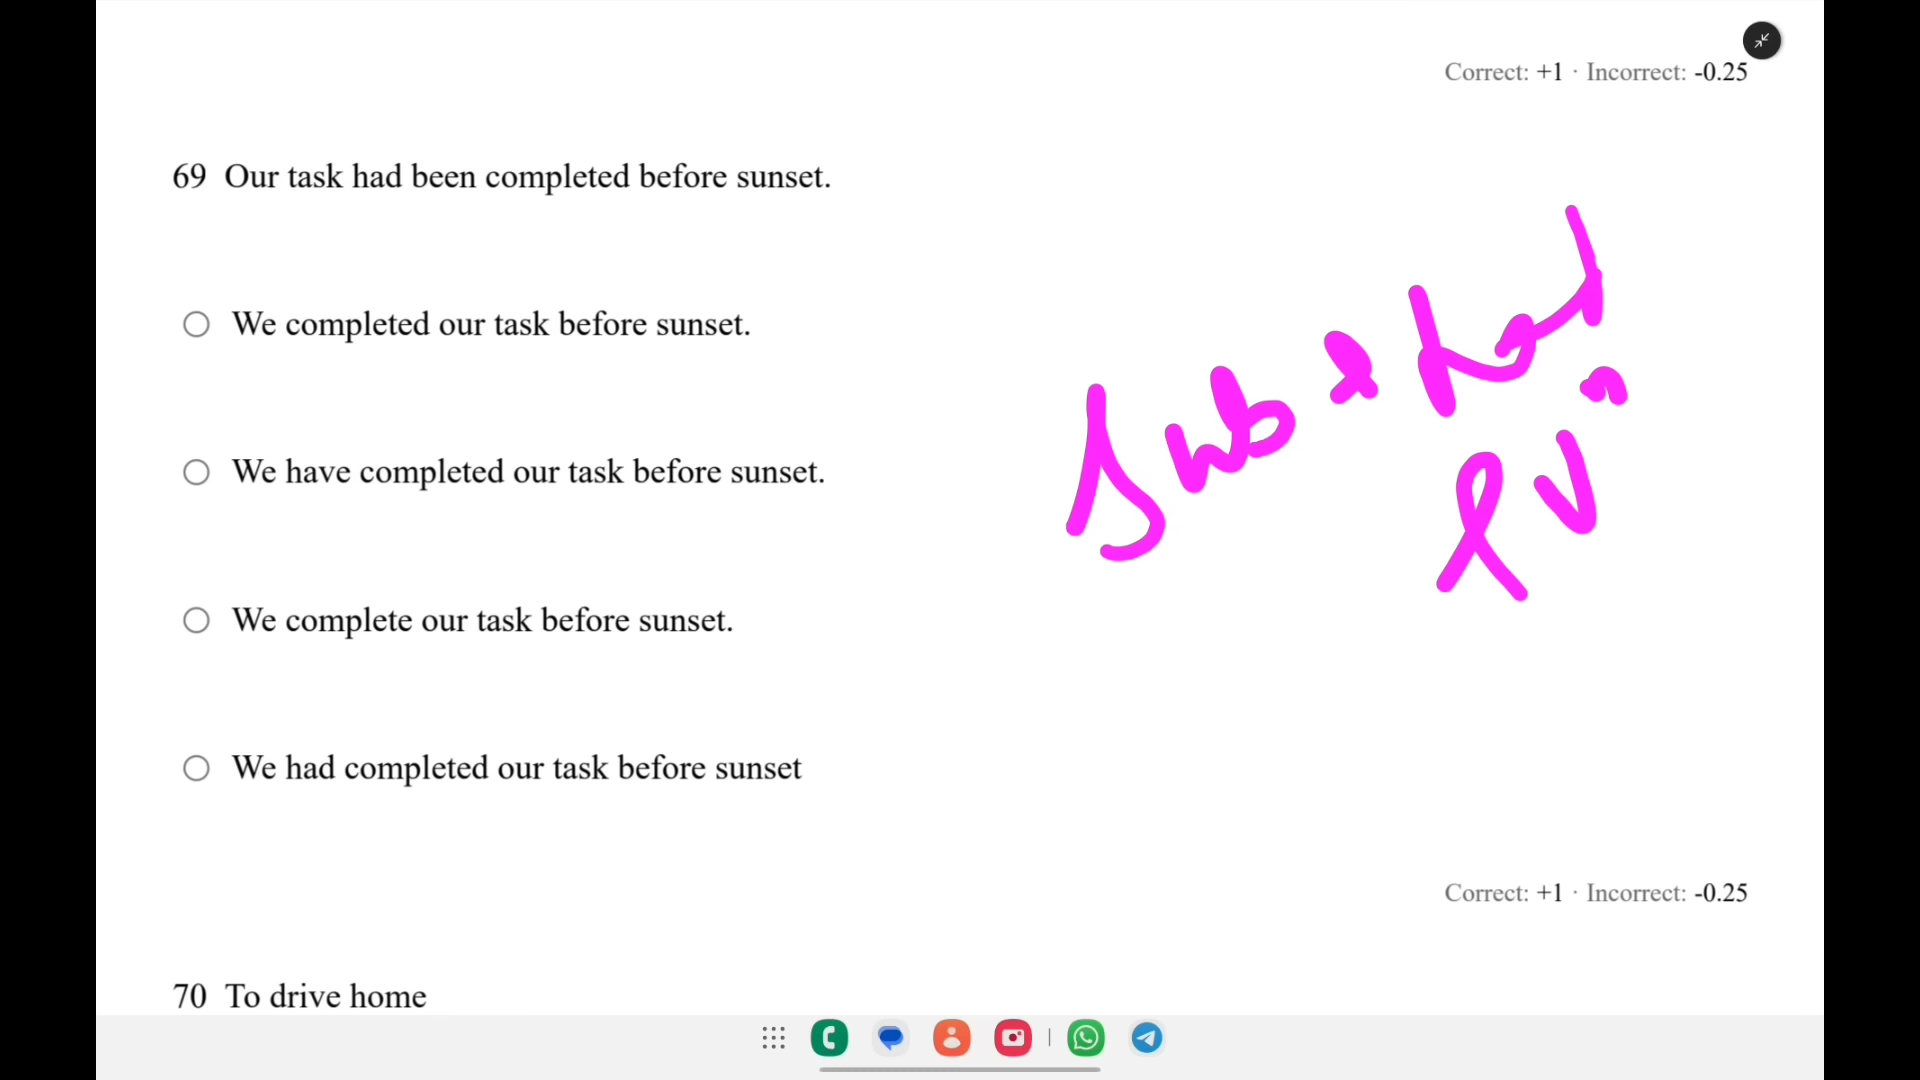 Correct: +1 · Incorrect: -0.25
69 Our task had been completed before sunset.
We completed our task before sunset.
We have completed our task before sunset.
We complete our task before sunset.
We had completed our task before sunset
Sub + had
Correct: +1 · Incorrect: -0.25
70 To drive home